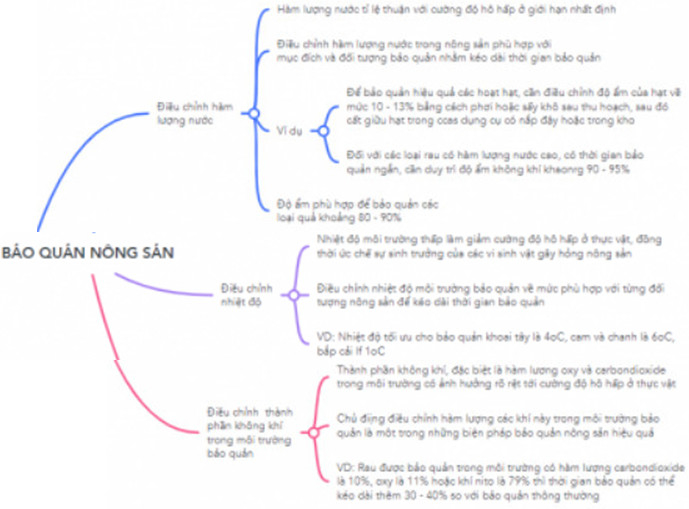 Hàm lượng nước tỉ lệ thuận với cường độ hô hấp ở giới hạn nhất định
Điều chỉnh hàm lượng nước trong nông sản phù hợp với
mục đích và đối tượng bảo quản nhằm kéo dài thời gian bảo quản
Điều chỉnh hàm
lượng nước
Ví dụ
Để bảo quản hiệu quả các hoạt hạt, cần điều chỉnh độ ẩm của hạt về
mức 10 - 13% bằng cách phơi hoặc sấy khô sau thu hoạch, sau đó
cất giữu hạt trong ccas dụng cụ có nắp đậy hoặc trong kho
Đối với các loại rau có hàm lượng nước cao, có thời gian bảo
quản ngắn, cần duy trì độ ẩm không khí khaonrg 90 - 95%
Độ ẩm phù hợp để bảo quản các
loại quả khoảng 80 - 90%
BẢO QUẢN NÔNG SẢN
Điều chỉnh
nhiệt độ
Nhiệt độ môi trường thấp làm giảm cường độ hô hấp ở thực vật, đồng
thời ức chế sự sinh trưởng của các vi sinh vật gây hỏng nông sản
Điều chỉnh nhiệt độ môi trường bảo quản về mức phù hợp với từng đối
tượng nông sản để kéo dài thời gian bảo quản
VD: Nhiệt độ tối ưu cho bảo quản khoai tây là 4oC, cam và chanh là 6oC,
bắp cải lf 1oC
Điều chỉnh thành
phần không khí
trong môi trường
bảo quản
Thành phần không khí, đặc biệt là hàm lượng oxy và carbondioxide
trong môi trường có ảnh hưởng rõ rệt tới cường độ hô hấp ở thực vật
Chủ điịng điều chỉnh hàm lượng các khí này trong môi trường bảo
quản là một trong những biện pháp bảo quản nông sản hiệu quả
VD: Rau được bảo quản trong môi trường có hàm lượng carbondioxide
là 10%, oxy là 11% hoặc khí nito là 79% thì thời gian bảo quản có thể
kéo dài thêm 30 - 40% so với bảo quản thông thường